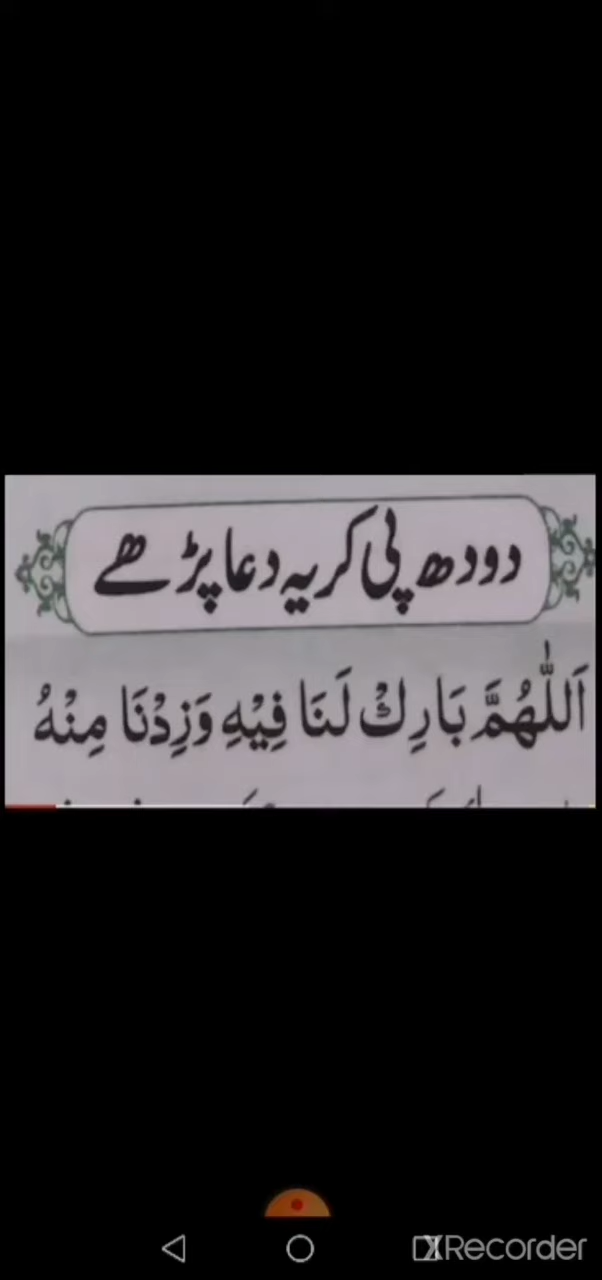 دودھ پی کر یہ دعا پڑھے
اَللّٰهُمَّ بَارِكْ لَنَا فِيْهِ وَزِدْنَا مِنْهُ
XRecorder